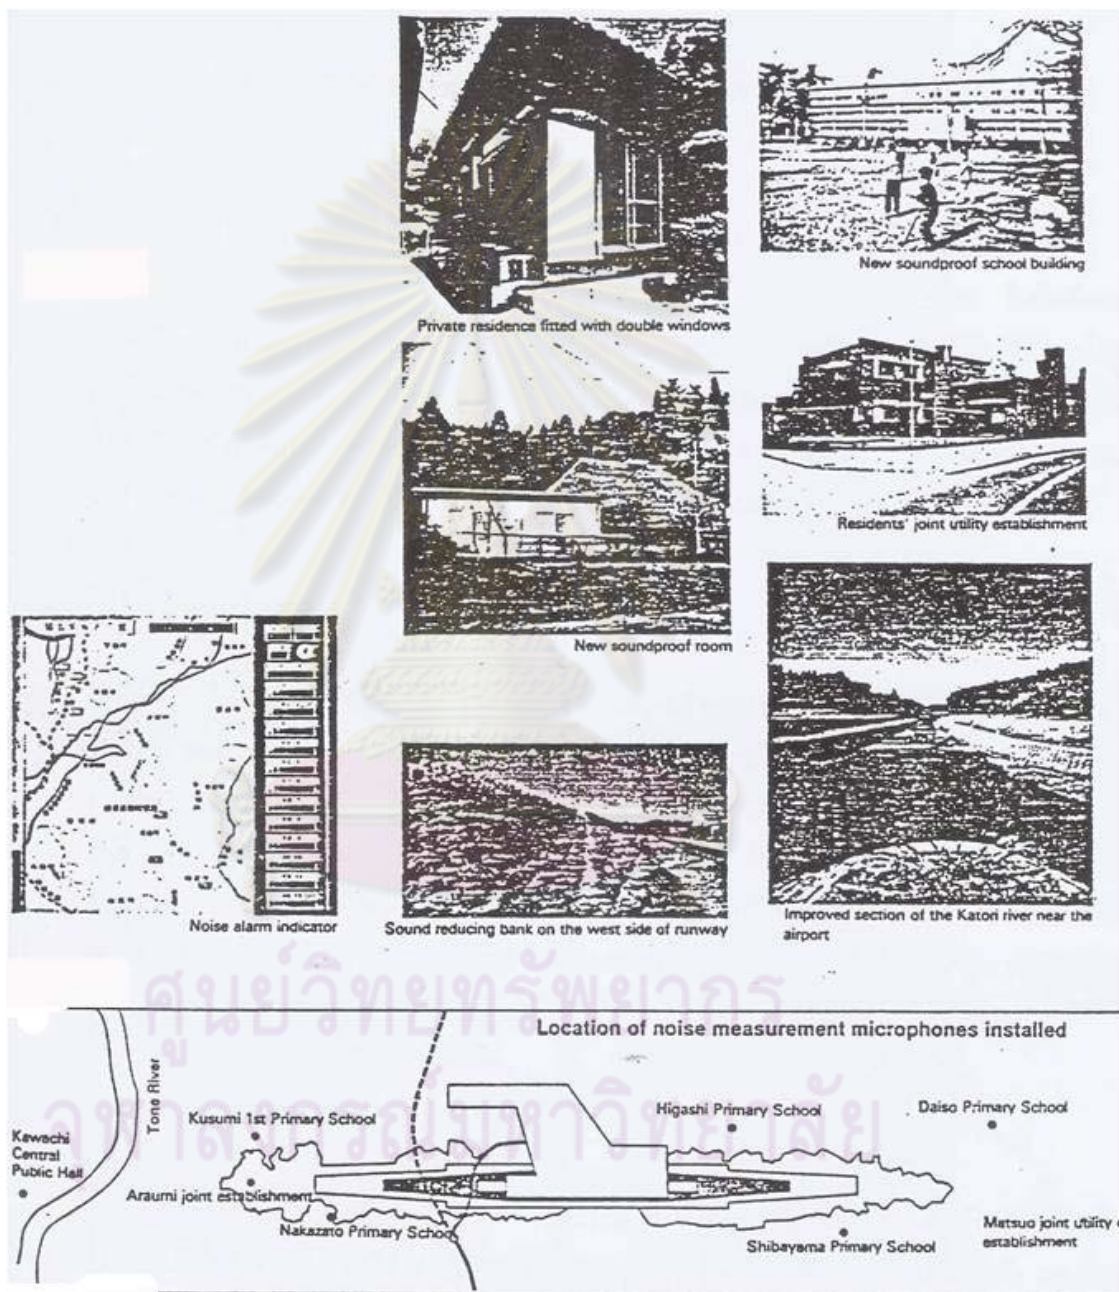 Private residence fitted with double windows
New soundproof school building
New soundproof room
Residents' joint utility establishment
Noise alarm indicator
Sound reducing bank on the west side of runway
Improved section of the Katori river near the
airport
ศูนย์วิทยทรัพยากร
จุฬาลงกรณ์มหาวิทยาลัย
Location of noise measurement microphones installed
Tone River
Kusumi 1st Primary School
Higashi Primary School
Daiso Primary School
Kawachi
Central
Public Hall
Araumi joint establishment
Nakazato Primary School
Shibayama Primary School
Matsuo joint utility
establishment